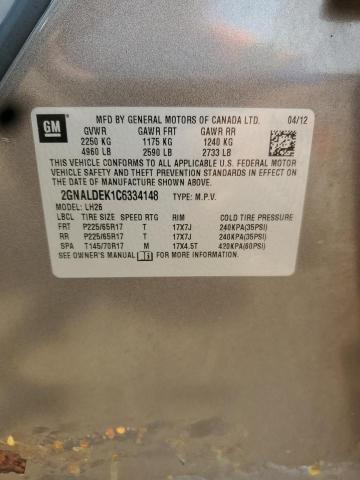 GM
MFD BY GENERAL MOTORS OF CANADA LTD. 04/12
GVWR GAWR FRT GAWR RR
2250 KG 1175 KG 1240 KG
4960 LB 2590 LB 2733 LB
THIS VEHICLE CONFORMS TO ALL APPLICABLE U.S. FEDERAL MOTOR
VEHICLE SAFETY AND THEFT PREVENTION STANDARDS IN EFFECT ON
THE DATE OF MANUFACTURE SHOWN ABOVE.
2GNALDEK1C6334148 TYPE: M.P.V.
MODEL: LH26
LBCL TIRE SIZE SPEED RTG RIM COLD TIRE PRESSURE
FRT P225/65R17 T 17X7J 240KPA(35PSI)
RR P225/65R17 T 17X7J 240KPA(35PSI)
SPA T145/70R17 M 17X4.5T 420KPA(60PSI)
SEE OWNER'S MANUAL FOR MORE INFORMATION.